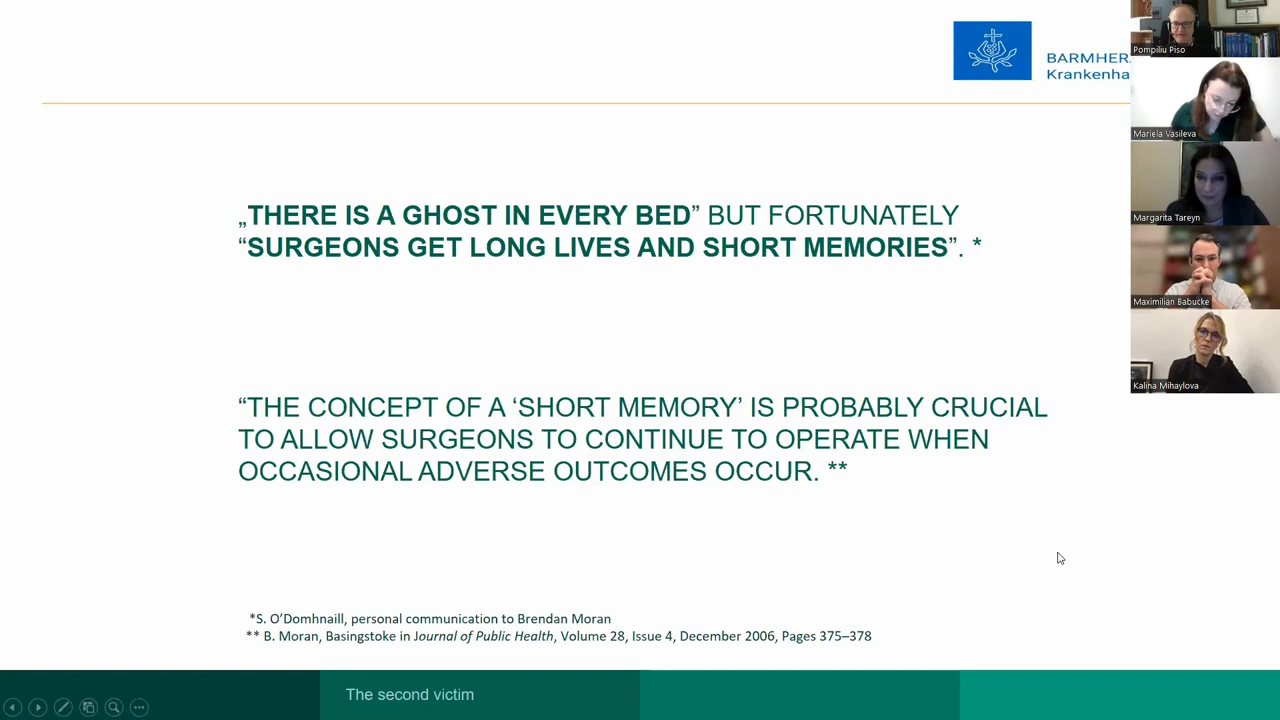 BARMHER
Krankenha
„THERE IS A GHOST IN EVERY BED” BUT FORTUNATELY
“SURGEONS GET LONG LIVES AND SHORT MEMORIES”. *
“THE CONCEPT OF A ‘SHORT MEMORY’ IS PROBABLY CRUCIAL
TO ALLOW SURGEONS TO CONTINUE TO OPERATE WHEN
OCCASIONAL ADVERSE OUTCOMES OCCUR. **
*S. O’Domhnaill, personal communication to Brendan Moran
** B. Moran, Basingstoke in Journal of Public Health, Volume 28, Issue 4, December 2006, Pages 375–378
The second victim
Pompiliu Piso
Mariela Vasileva
Margarita Tareyn
Maximilian Babucke
Kalina Mihaylova